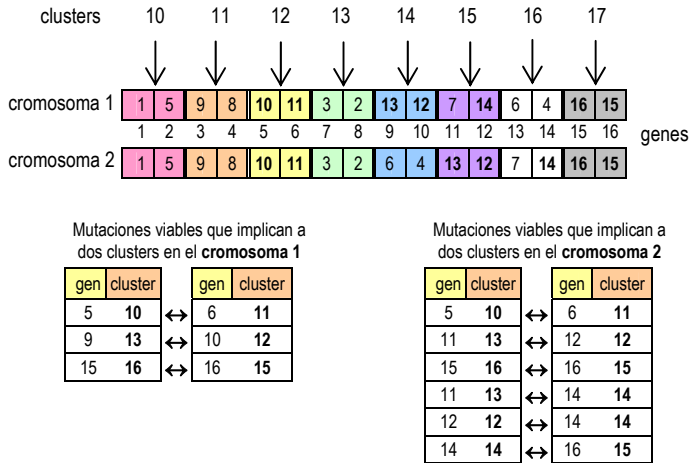 clusters 10 11 12 13 14 15 16 17
cromosoma 1 1 5 9 8 10 11 3 2 13 12 7 14 6 4 16 15
1 2 3 4 5 6 7 8 9 10 11 12 13 14 15 16 genes
cromosoma 2 1 5 9 8 10 11 3 2 6 4 13 12 7 14 16 15
Mutaciones viables que implican a
dos clusters en el cromosoma 1
gen cluster gen cluster
5 10 ↔ 6 11
9 13 ↔ 10 12
15 16 ↔ 16 15
Mutaciones viables que implican a
dos clusters en el cromosoma 2
gen cluster gen cluster
5 10 ↔ 6 11
11 13 ↔ 12 12
15 16 ↔ 16 15
11 13 ↔ 14 14
12 12 ↔ 14 14
14 14 ↔ 16 15